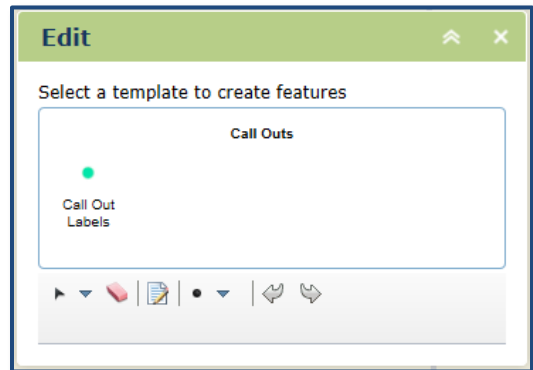 Edit
Select a template to create features
Call Outs
Call Out
Labels